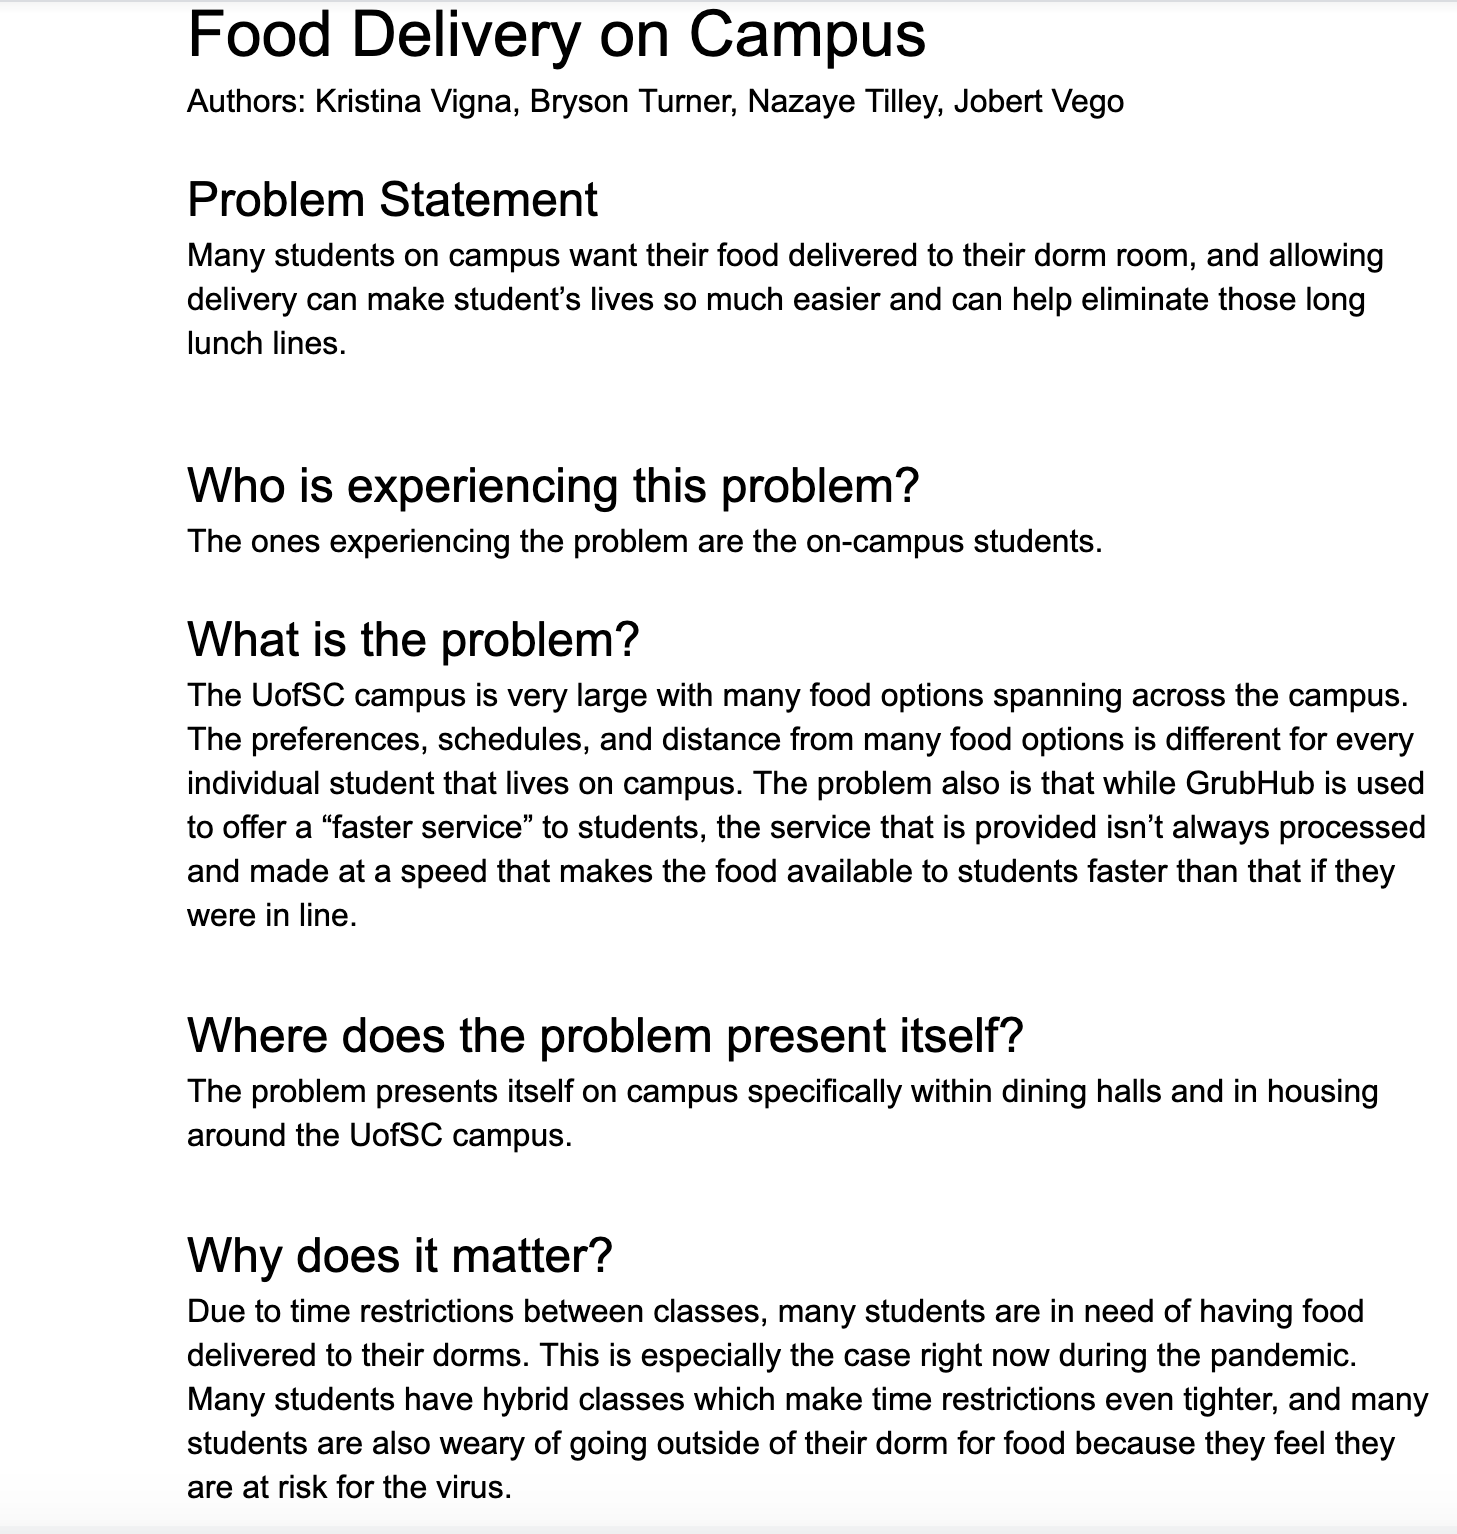 Food Delivery on Campus
Authors: Kristina Vigna, Bryson Turner, Nazaye Tilley, Jobert Vego
Problem Statement
Many students on campus want their food delivered to their dorm room, and allowing
delivery can make student’s lives so much easier and can help eliminate those long
lunch lines.
Who is experiencing this problem?
The ones experiencing the problem are the on-campus students.
What is the problem?
The UofSC campus is very large with many food options spanning across the campus.
The preferences, schedules, and distance from many food options is different for every
individual student that lives on campus. The problem also is that while GrubHub is used
to offer a “faster service” to students, the service that is provided isn’t always processed
and made at a speed that makes the food available to students faster than that if they
were in line.
Where does the problem present itself?
The problem presents itself on campus specifically within dining halls and in housing
around the UofSC campus.
Why does it matter?
Due to time restrictions between classes, many students are in need of having food
delivered to their dorms. This is especially the case right now during the pandemic.
Many students have hybrid classes which make time restrictions even tighter, and many
students are also weary of going outside of their dorm for food because they feel they
are at risk for the virus.